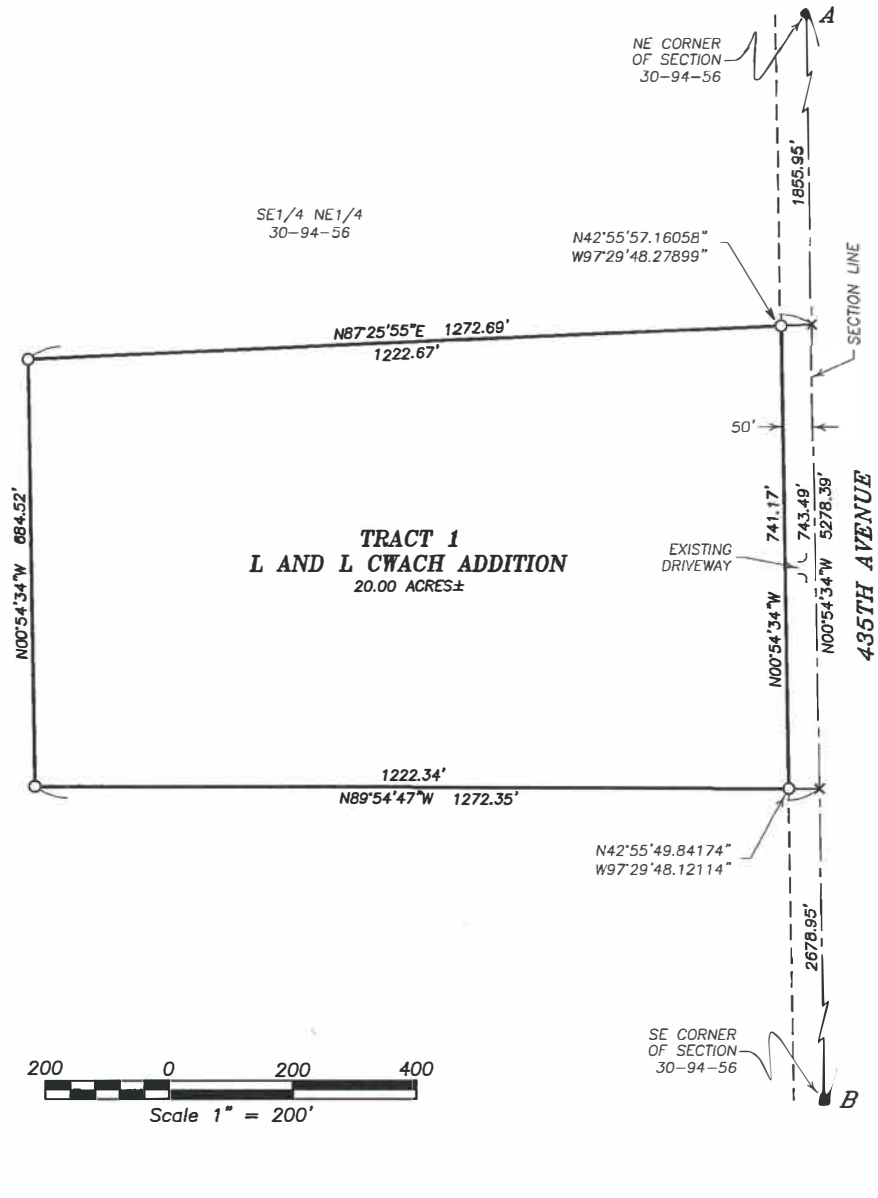 A
NE CORNER
OF SECTION
30-94-56
1855.95'
SE1/4 NE1/4
30-94-56
N42°55'57.16058"
W97°29'48.27899"
SECTION LINE
N87°25'55"E 1272.69'
1222.67'
50'
N00°54'34"W 684.52'
TRACT 1
L AND L CWACH ADDITION
20.00 ACRES±
EXISTING
DRIVEWAY
N00°54'34"W 741.17'
743.49'
N00°54'34"W 5278.39'
435TH AVENUE
1222.34'
N89°54'47"W 1272.35'
N42°55'49.84174"
W97°29'48.12114"
2678.95'
SE CORNER
OF SECTION
30-94-56
B
200 0 200 400
Scale 1" = 200'